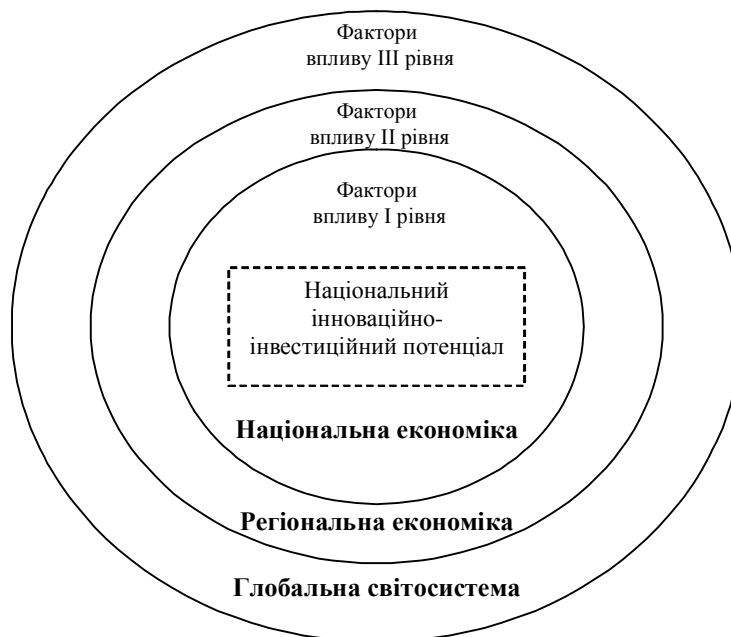 Фактори
впливу III рівня
Фактори
впливу II рівня
Фактори
впливу I рівня
Національний
інноваційно-
інвестиційний потенціал
Національна економіка
Регіональна економіка
Глобальна світосистема